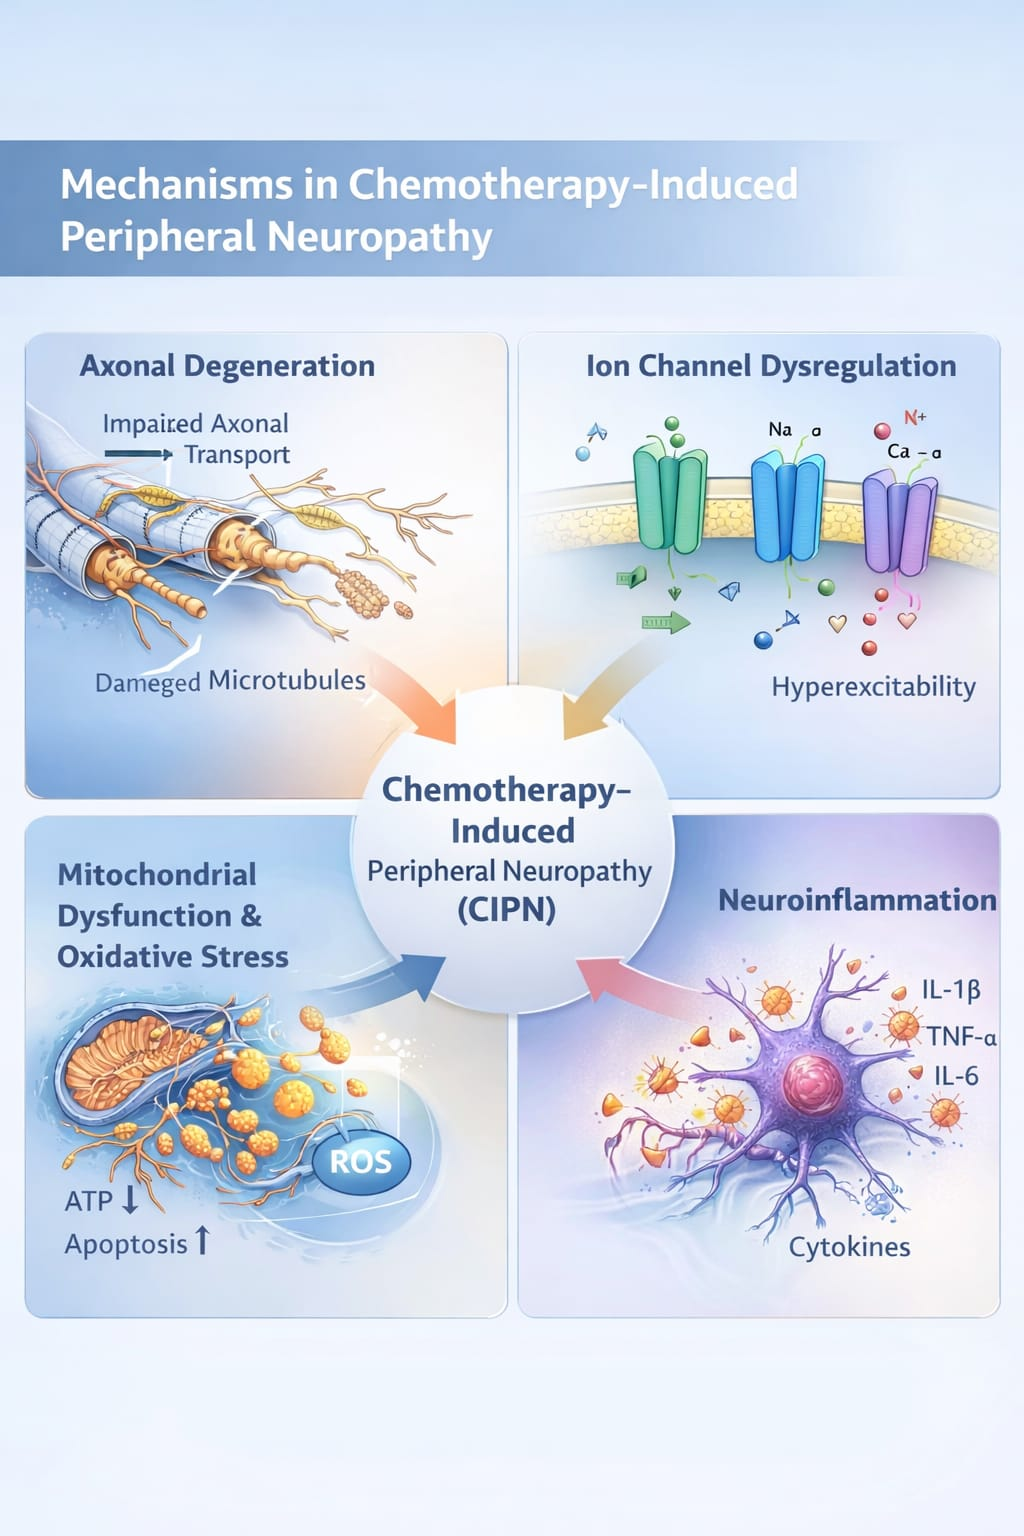 Mechanisms in Chemotherapy-Induced
Peripheral Neuropathy
Axonal Degeneration
Impaired Axonal
Transport
Dameged Microtubules
Ion Channel Dysregulation
Na α
N+
Ca – α
Hyperexcitability
Chemotherapy–
Induced
Peripheral Neuropathy
(CIPN)
Mitochondrial
Dysfunction &
Oxidative Stress
ROS
ATP ↓
Apoptosis ↑
Neuroinflammation
IL-1β
TNF-α
IL-6
Cytokines